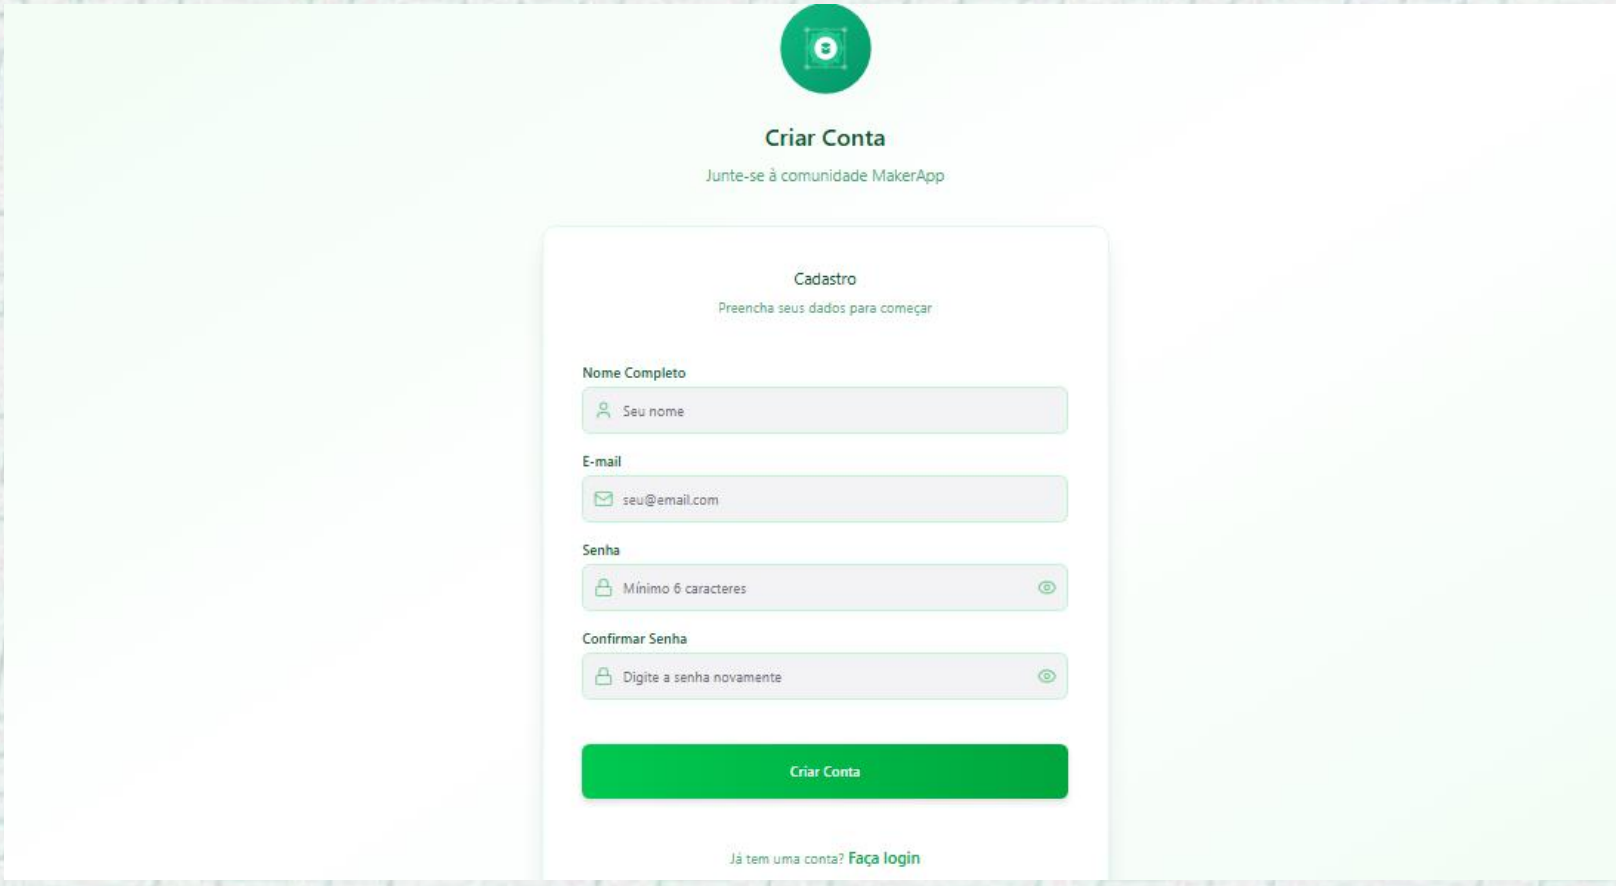 Criar Conta
Junte-se à comunidade MakerApp
Cadastro
Preencha seus dados para começar
Nome Completo
Seu nome
E-mail
seu@email.com
Senha
Mínimo 6 caracteres
Confirmar Senha
Digite a senha novamente
Criar Conta
Já tem uma conta? Faça login